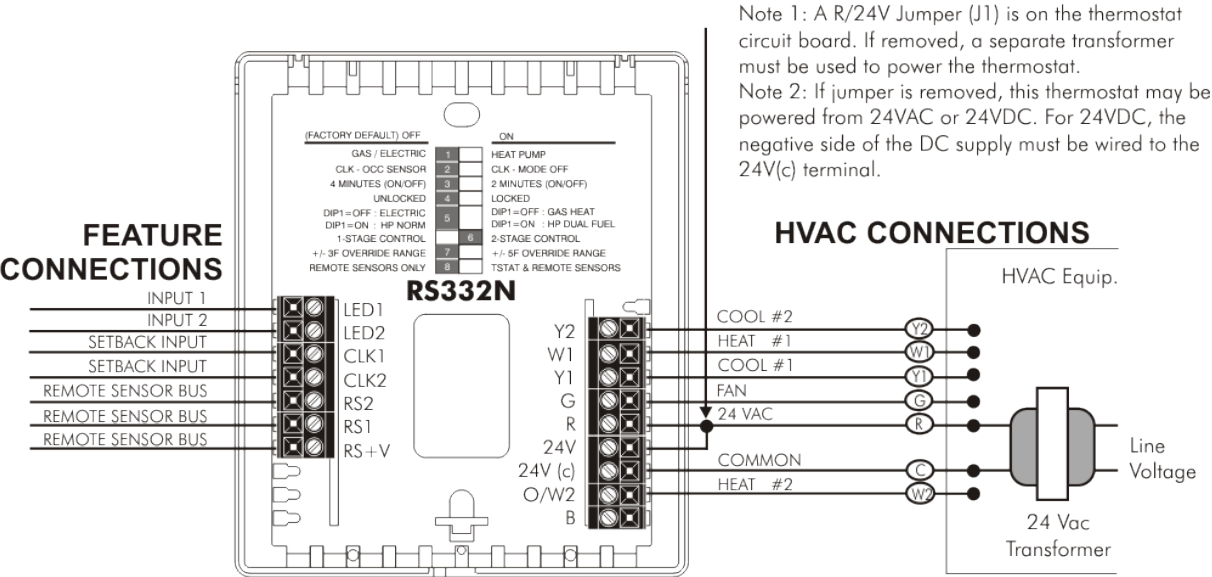 Note 1: A R/24V Jumper (J1) is on the thermostat
circuit board. If removed, a separate transformer
must be used to power the thermostat.
Note 2: If jumper is removed, this thermostat may be
powered from 24VAC or 24VDC. For 24VDC, the
negative side of the DC supply must be wired to the
24V(c) terminal.
(FACTORY DEFAULT) OFF ON
GAS / ELECTRIC 1 HEAT PUMP
CLK - OCC SENSOR 2 CLK - MODE OFF
4 MINUTES (ON/OFF) 3 2 MINUTES (ON/OFF)
UNLOCKED 4 LOCKED
DIP1=OFF : ELECTRIC 5 DIP1=OFF : GAS HEAT
DIP1=ON : HP NORM DIP1=ON : HP DUAL FUEL
1-STAGE CONTROL 6 2-STAGE CONTROL
+/- 3F OVERRIDE RANGE 7 +/- 5F OVERRIDE RANGE
REMOTE SENSORS ONLY 8 TSTAT & REMOTE SENSORS
RS332N
FEATURE
CONNECTIONS
INPUT 1 LED1
INPUT 2 LED2
SETBACK INPUT CLK1
SETBACK INPUT CLK2
REMOTE SENSOR BUS RS2
REMOTE SENSOR BUS RS1
REMOTE SENSOR BUS RS+V
HVAC CONNECTIONS
HVAC Equip.
Y2 COOL #2 Y2
W1 HEAT #1 W1
Y1 COOL #1 Y1
G FAN G
R 24 VAC R
24V
24V (c) COMMON C
O/W2 HEAT #2 W2
B
Line
Voltage
24 Vac
Transformer